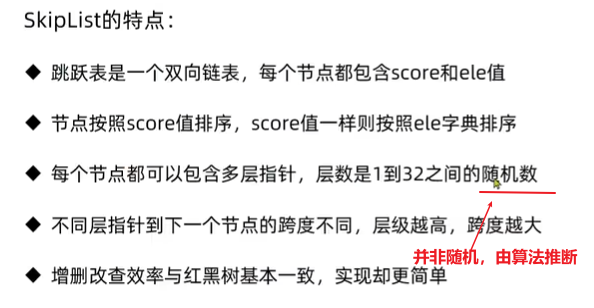 SkipList的特点：
◆ 跳跃表是一个双向链表，每个节点都包含score和ele值
◆ 节点按照score值排序，score值一样则按照ele字典排序
◆ 每个节点都可以包含多层指针，层数是1到32之间的随机数
◆ 不同层指针到下一个节点的跨度不同，层级越高，跨度越大
并非随机，由算法推断
◆ 增删改查效率与红黑树基本一致，实现却更简单